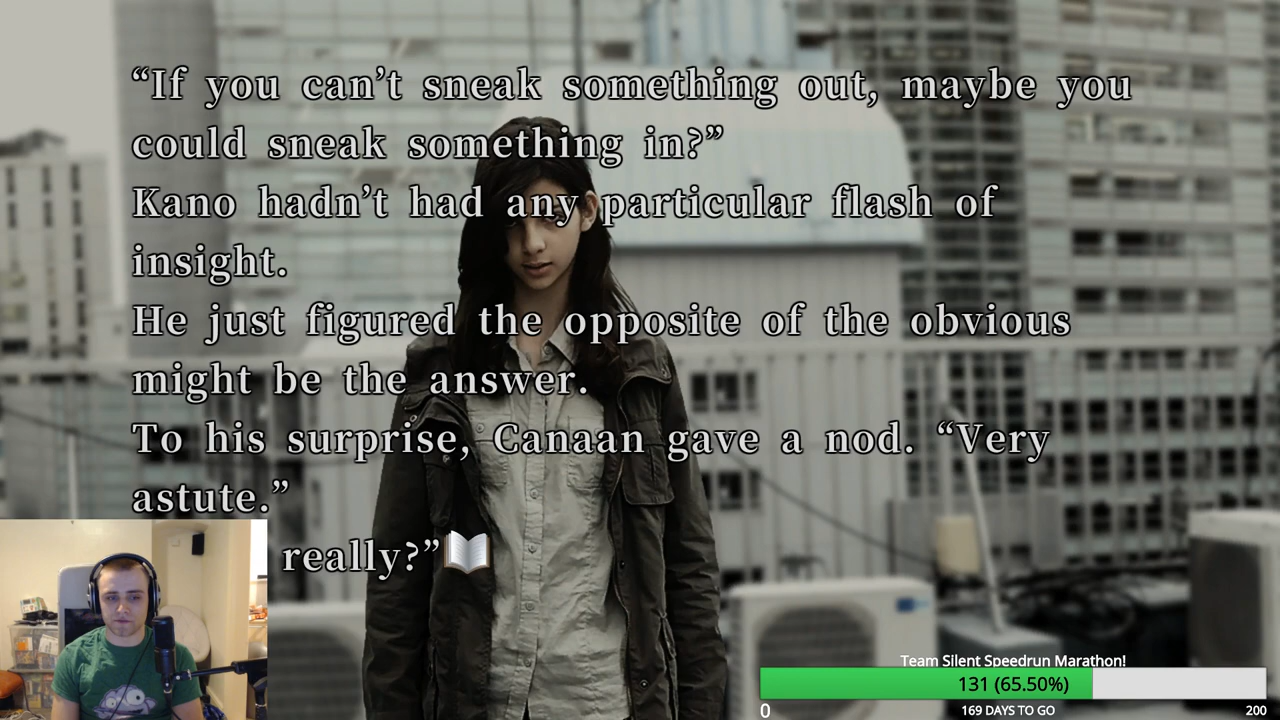 “If you can’t sneak something out, maybe you
could sneak something in?”
Kano hadn’t had any particular flash of
insight.
He just figured the opposite of the obvious
might be the answer.
To his surprise, Canaan gave a nod. “Very
astute.”
really?”
Team Silent Speedrun Marathon!
131 (65.50%)
0
169 DAYS TO GO
200